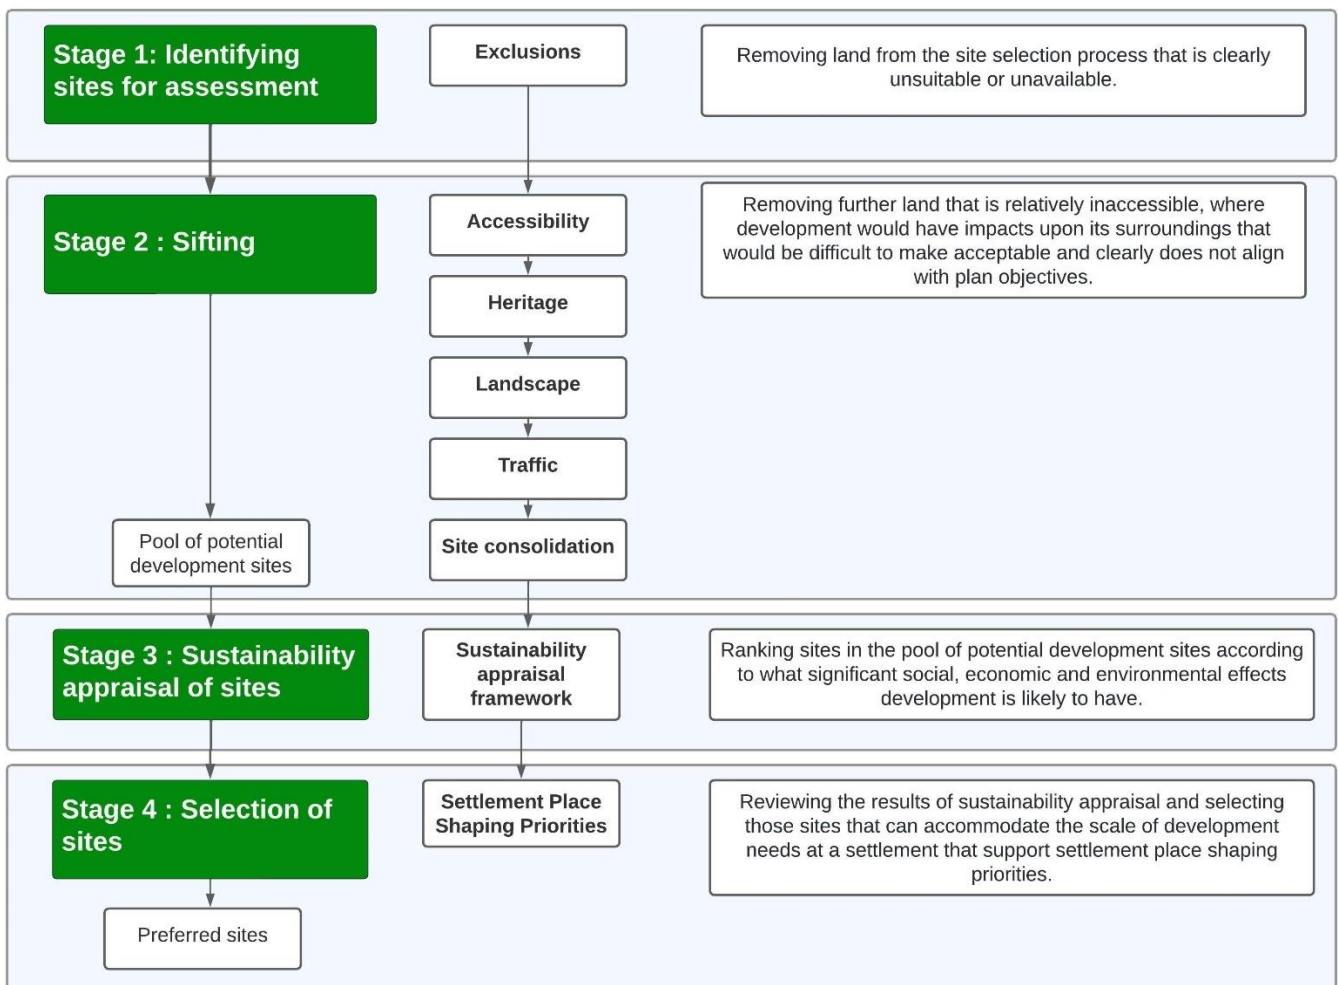 Stage 1: Identifying
sites for assessment
Exclusions
Removing land from the site selection process that is clearly
unsuitable or unavailable.
Stage 2 : Sifting
Accessibility
Removing further land that is relatively inaccessible, where
development would have impacts upon its surroundings that
would be difficult to make acceptable and clearly does not align
with plan objectives.
Heritage
Landscape
Traffic
Pool of potential
development sites
Site consolidation
Stage 3 : Sustainability
appraisal of sites
Sustainability
appraisal
framework
Ranking sites in the pool of potential development sites according
to what significant social, economic and environmental effects
development is likely to have.
Stage 4 : Selection of
sites
Settlement Place
Shaping Priorities
Reviewing the results of sustainability appraisal and selecting
those sites that can accommodate the scale of development
needs at a settlement that support settlement place shaping
priorities.
Preferred sites